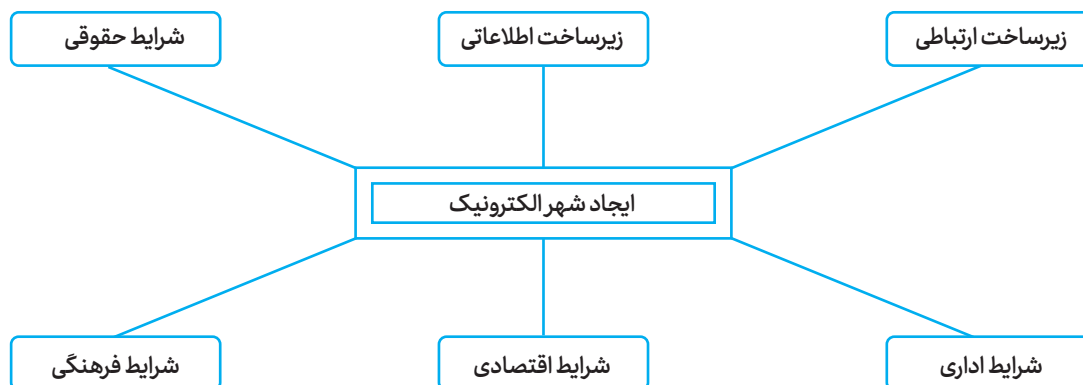 زیرساخت ارتباطی
زیرساخت اطلاعاتی
شرایط حقوقی
ایجاد شهر الکترونیک
شرایط اداری
شرایط اقتصادی
شرایط فرهنگی